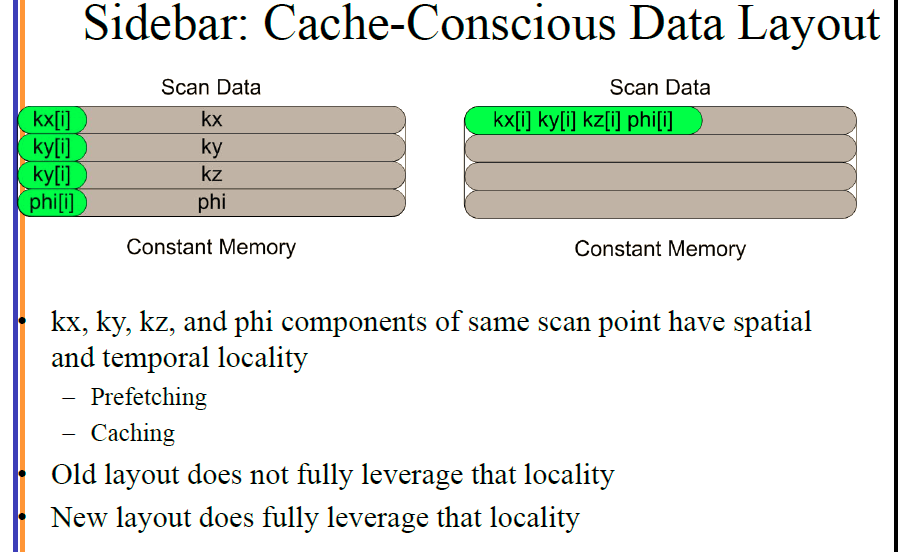 Sidebar: Cache-Conscious Data Layout
Scan Data
kx[i] kx
ky[i] ky
ky[i] kz
phi[i] phi
Constant Memory
Scan Data
kx[i] ky[i] kz[i] phi[i]
Constant Memory
• kx, ky, kz, and phi components of same scan point have spatial
and temporal locality
– Prefetching
– Caching
• Old layout does not fully leverage that locality
• New layout does fully leverage that locality